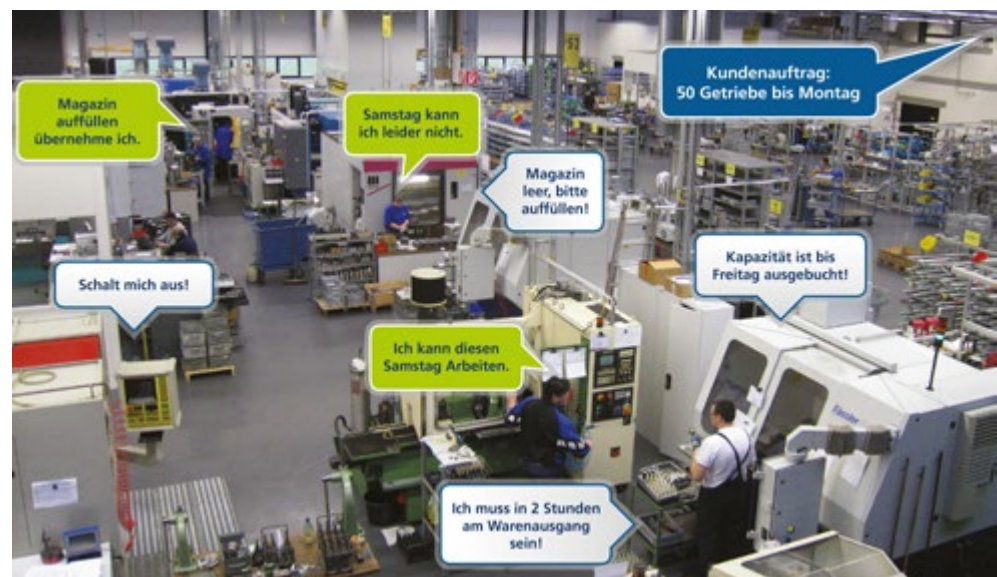 Kundenauftrag:
50 Getriebe bis Montag
Magazin
auffüllen
übernehme ich.
Samstag kann
ich leider nicht.
Magazin
leer, bitte
auffüllen!
Kapazität ist bis
Freitag ausgebucht!
Schalt mich aus!
Ich kann diesen
Samstag Arbeiten.
Ich muss in 2 Stunden
am Warenausgang
sein!